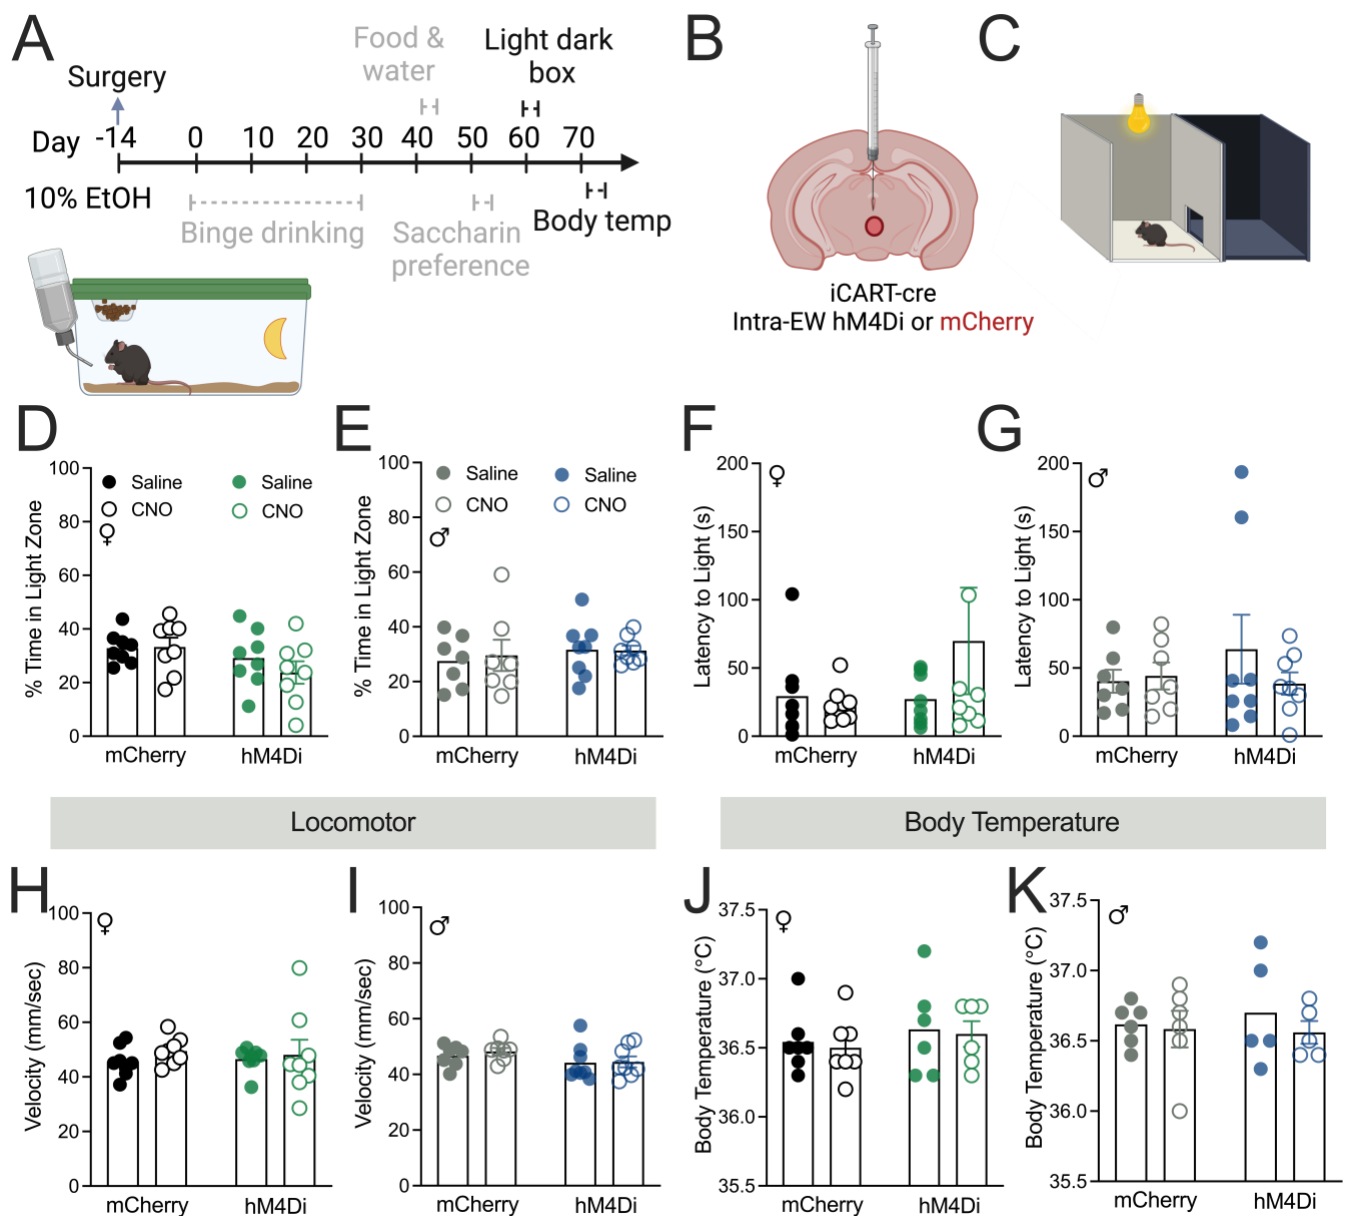 A
Surgery
Food &
water
Light dark
box
Day -14 0 10 20 30 40 50 60 70
10% EtOH
Binge drinking
Saccharin
preference
Body temp
B
iCART-cre
Intra-EW hM4Di or mCherry
C
D
% Time in Light Zone
100
80
60
40
20
0
Saline
CNO
♀
Saline
CNO
mCherry
hM4Di
E
% Time in Light Zone
100
80
60
40
20
0
Saline
CNO
♂
Saline
CNO
mCherry
hM4Di
F
Latency to Light (s)
200
150
100
50
0
♀
mCherry
hM4Di
G
Latency to Light (s)
200
150
100
50
0
♂
mCherry
hM4Di
Locomotor
Body Temperature
H
Velocity (mm/sec)
100
80
60
40
20
0
♀
mCherry
hM4Di
I
Velocity (mm/sec)
100
80
60
40
20
0
♂
mCherry
hM4Di
J
Body Temperature (°C)
37.5
37.0
36.5
36.0
35.5
♀
mCherry
hM4Di
K
Body Temperature (°C)
37.5
37.0
36.5
36.0
35.5
♂
mCherry
hM4Di